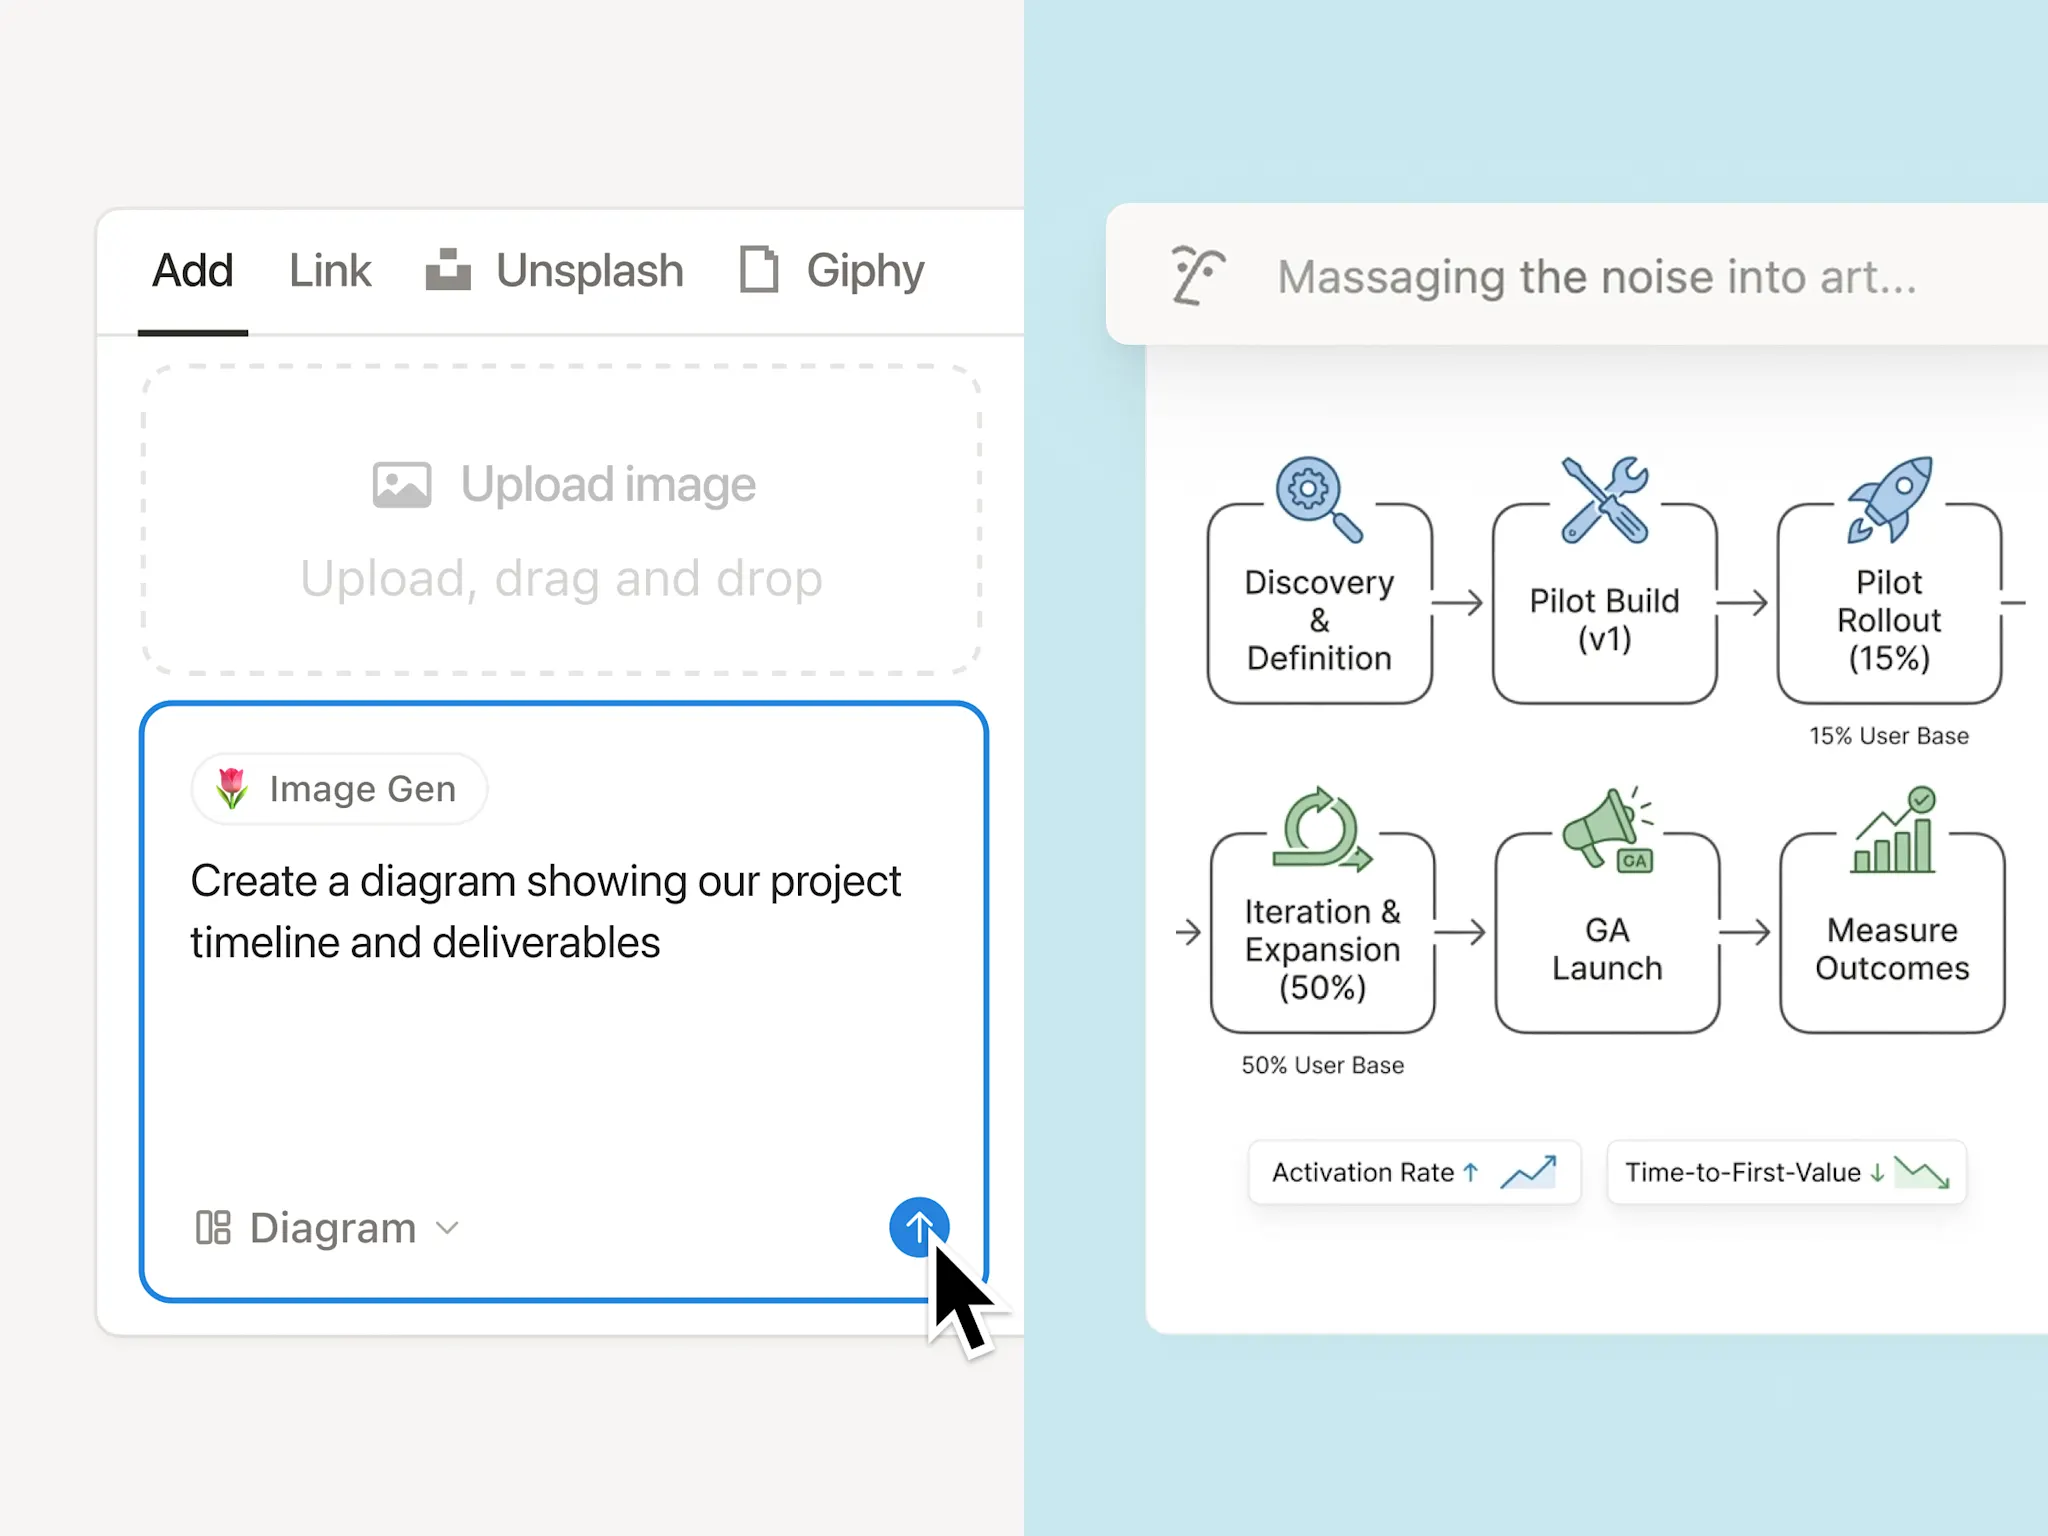 Add Link Unsplash Giphy
Upload image
Upload, drag and drop
Image Gen
Create a diagram showing our project
timeline and deliverables
Diagram
Massaging the noise into art...
Discovery
&
Definition
Pilot Build
(v1)
Pilot
Rollout
(15%)
15% User Base
Iteration &
Expansion
(50%)
50% User Base
GA
GA
Launch
Measure
Outcomes
Activation Rate ↑
Time-to-First-Value ↓